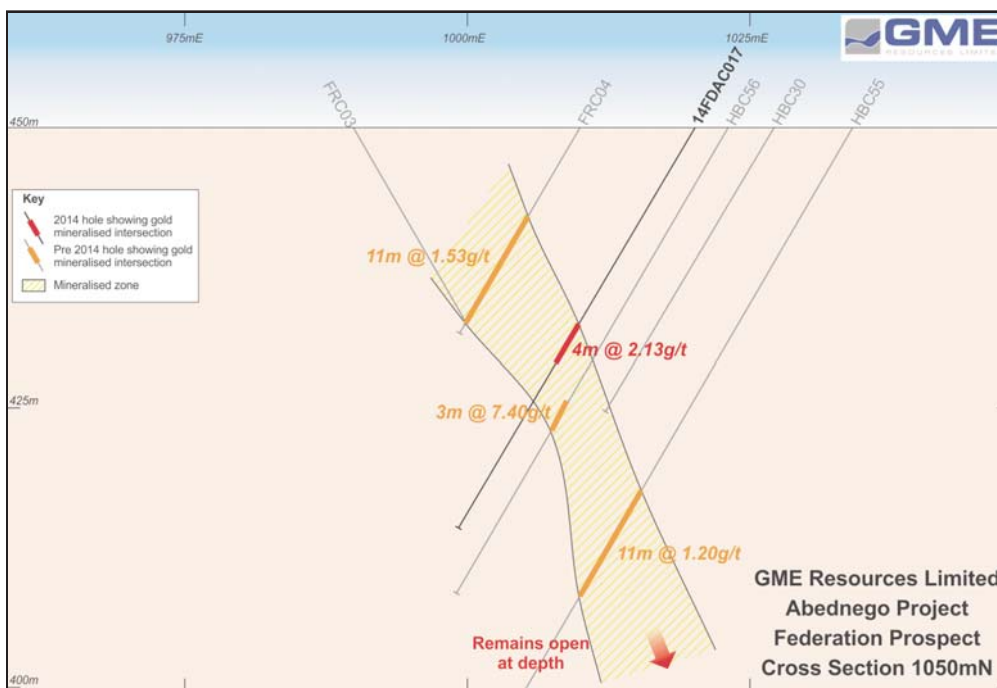 975mE
1000mE
1025mE
GME
RESOURCES LIMITED
FRC03
FRC04
14FDAC017
HBC56
HBC30
HBC55
450m
Key
2014 hole showing gold
mineralised intersection
Pre 2014 hole showing gold
mineralised intersection
Mineralised zone
11m @ 1.53g/t
4m @ 2.13g/t
3m @ 7.40g/t
425m
11m @ 1.20g/t
Remains open
at depth
GME Resources Limited
Abednego Project
Federation Prospect
Cross Section 1050mN
400m